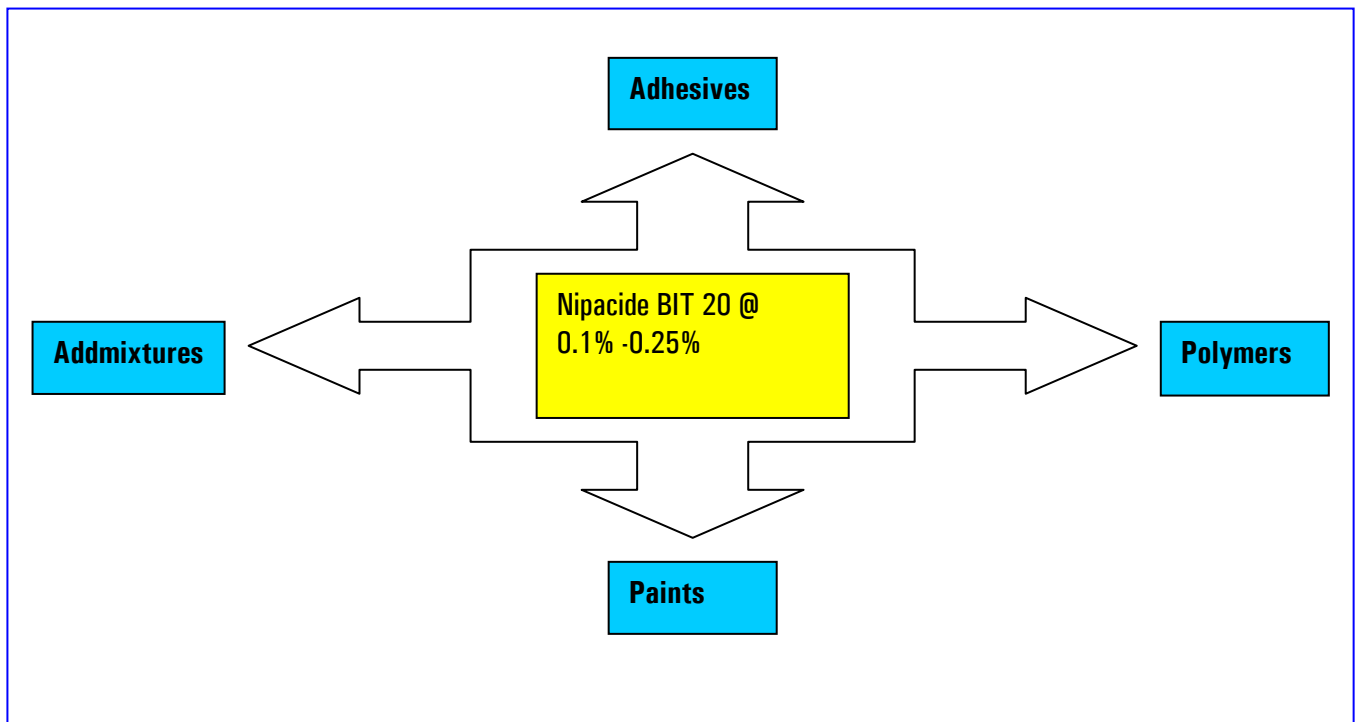 Adhesives
Nipacide BIT 20 @
0.1% -0.25%
Addmixtures
Polymers
Paints